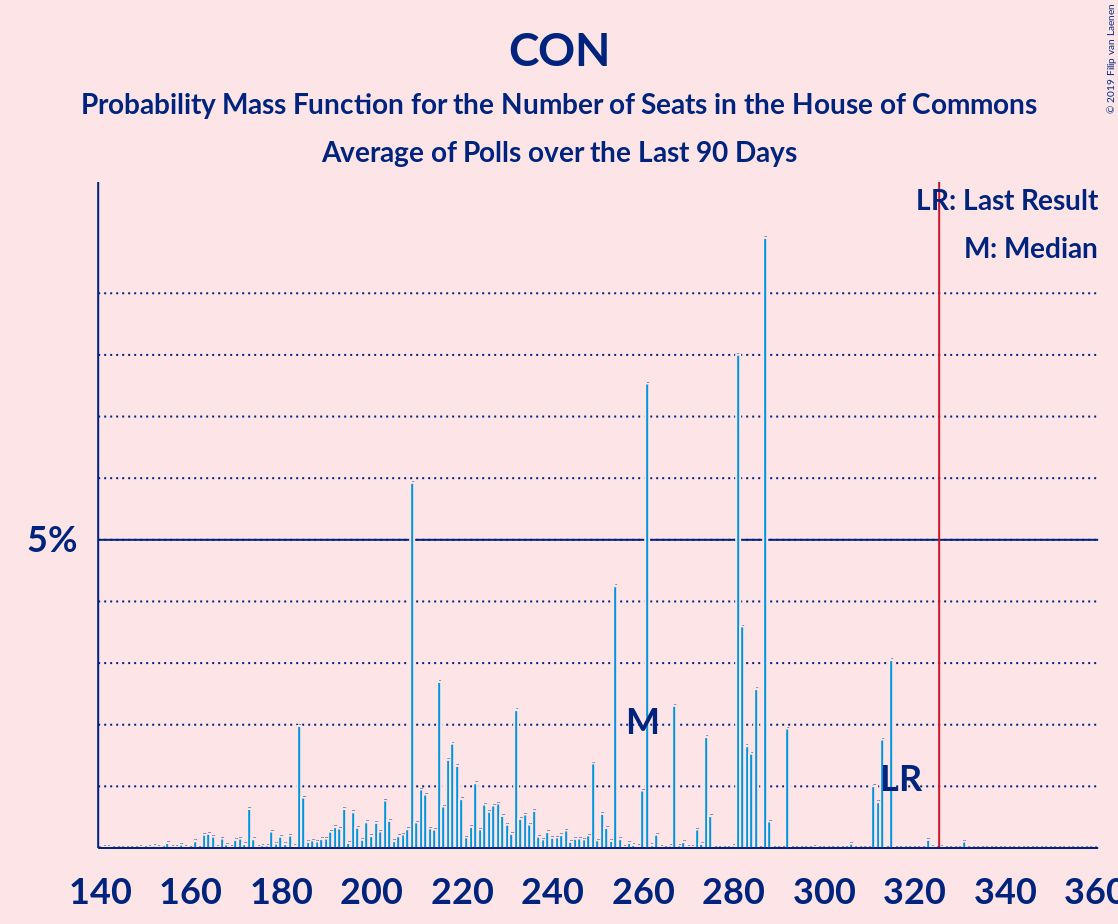 CON
Probability Mass Function for the Number of Seats in the House of Commons
Average of Polls over the Last 90 Days
© 2019 Filip van Laenen
LR: Last Result
M: Median
5%
M
LR
140 160 180 200 220 240 260 280 300 320 340 360